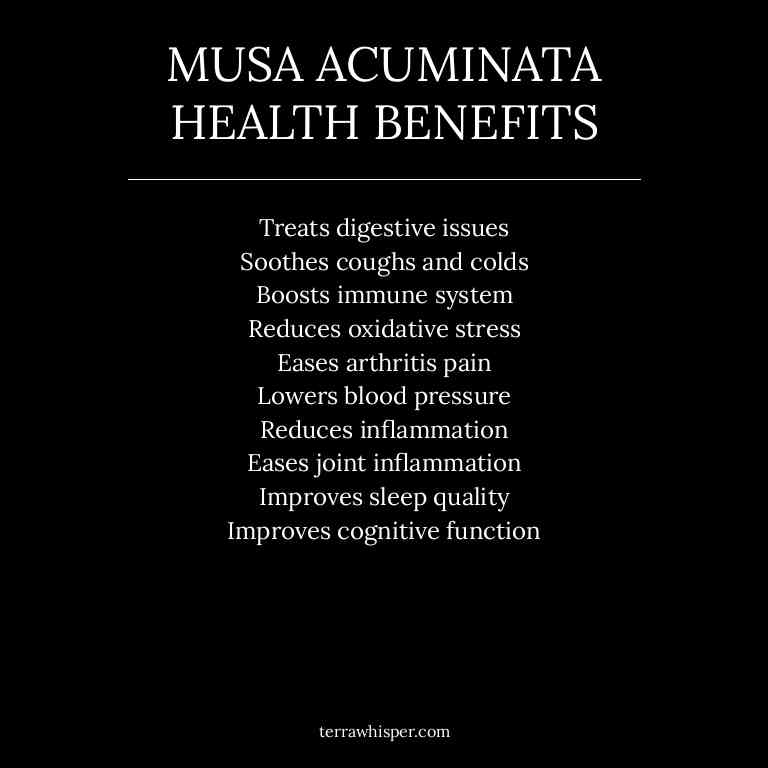 MUSA ACUMINATA
HEALTH BENEFITS
Treats digestive issues
Soothes coughs and colds
Boosts immune system
Reduces oxidative stress
Eases arthritis pain
Lowers blood pressure
Reduces inflammation
Eases joint inflammation
Improves sleep quality
Improves cognitive function
terrawhisper.com